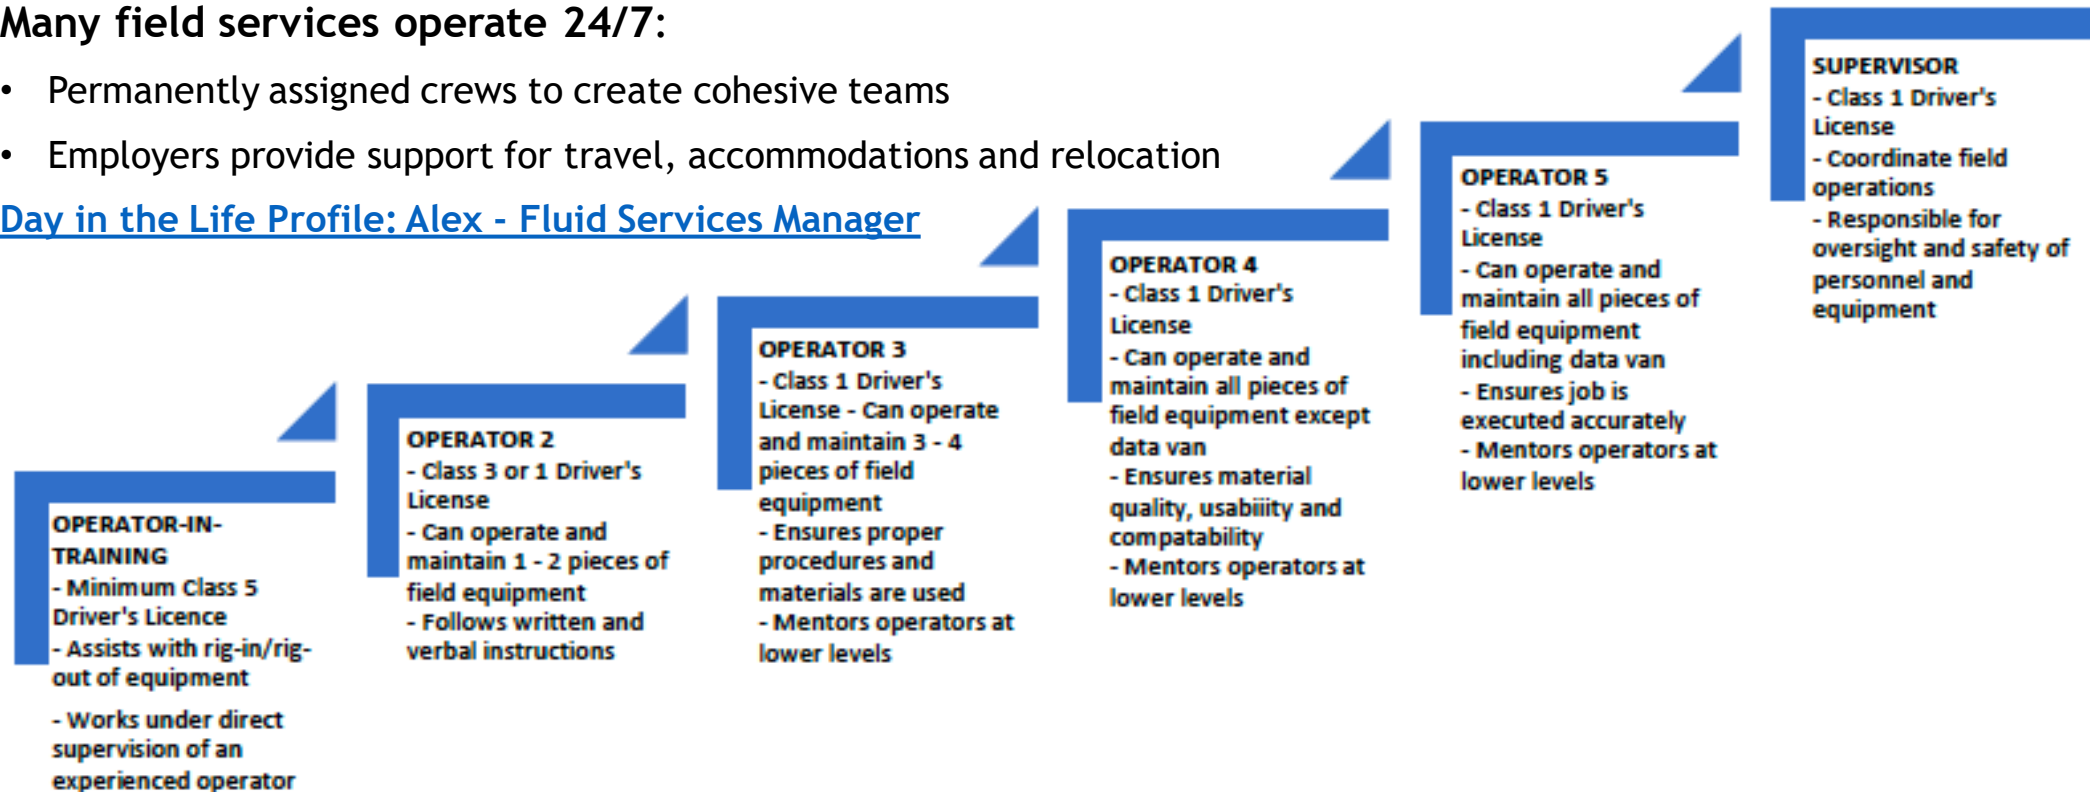 Many field services operate 24/7:
• Permanently assigned crews to create cohesive teams
• Employers provide support for travel, accommodations and relocation
Day in the Life Profile: Alex - Fluid Services Manager
OPERATOR-IN-
TRAINING
- Minimum Class 5
Driver's Licence
- Assists with rig-in/rig-
out of equipment
- Works under direct
supervision of an
experienced operator
OPERATOR 2
- Class 3 or 1 Driver's
License
- Can operate and
maintain 1 - 2 pieces of
field equipment
- Follows written and
verbal instructions
OPERATOR 3
- Class 1 Driver's
License - Can operate
and maintain 3 - 4
pieces of field
equipment
- Ensures proper
procedures and
materials are used
- Mentors operators at
lower levels
OPERATOR 4
- Class 1 Driver's
License
- Can operate and
maintain all pieces of
field equipment except
data van
- Ensures material
quality, usabiiity and
compatability
- Mentors operators at
lower levels
OPERATOR 5
- Class 1 Driver's
License
- Can operate and
maintain all pieces of
field equipment
including data van
- Ensures job is
executed accurately
- Mentors operators at
lower levels
SUPERVISOR
- Class 1 Driver's
License
- Coordinate field
operations
- Responsible for
oversight and safety of
personnel and
equipment